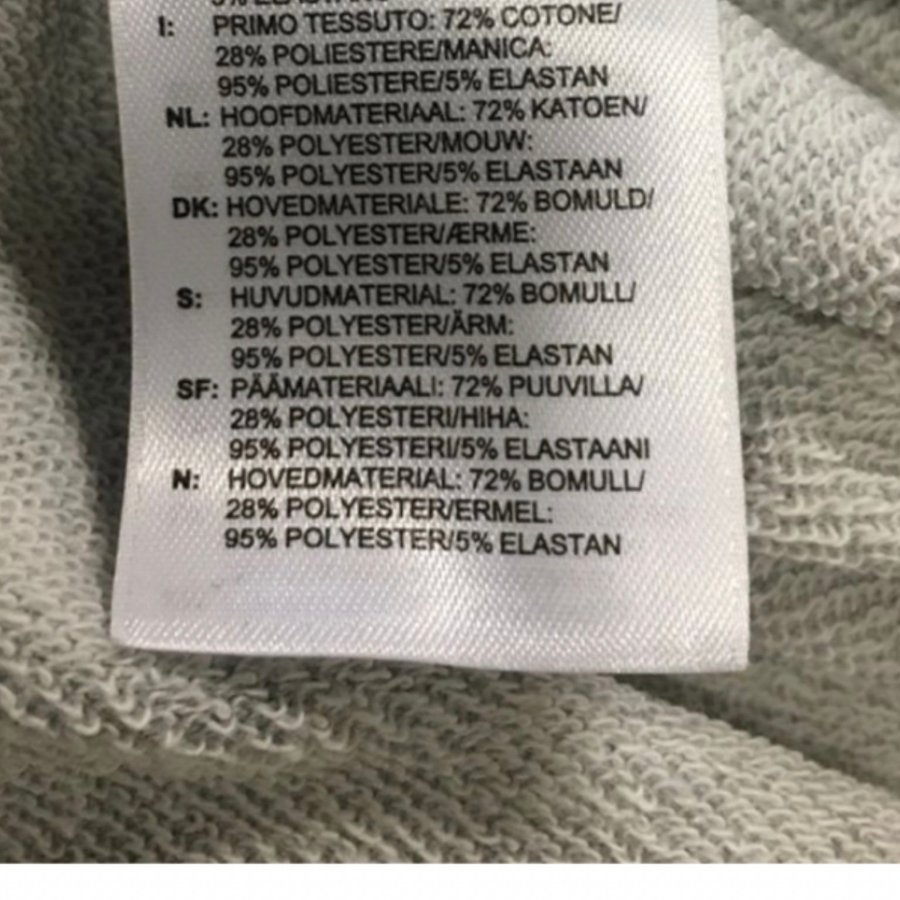 5% ELASTAN
I: PRIMO TESSUTO: 72% COTONE/
28% POLIESTERE/MANICA:
95% POLIESTERE/5% ELASTAN
NL: HOOFDMATERIAAL: 72% KATOEN/
28% POLYESTER/MOUW:
95% POLYESTER/5% ELASTAAN
DK: HOVEDMATERIALE: 72% BOMULD/
28% POLYESTER/ÆRME:
95% POLYESTER/5% ELASTAN
S: HUVUDMATERIAL: 72% BOMULL/
28% POLYESTER/ÄRM:
95% POLYESTER/5% ELASTAN
SF: PÄÄMATERIAALI: 72% PUUVILLA/
28% POLYESTERI/HIHA:
95% POLYESTERI/5% ELASTAANI
N: HOVEDMATERIAL: 72% BOMULL/
28% POLYESTER/ERMEL:
95% POLYESTER/5% ELASTAN